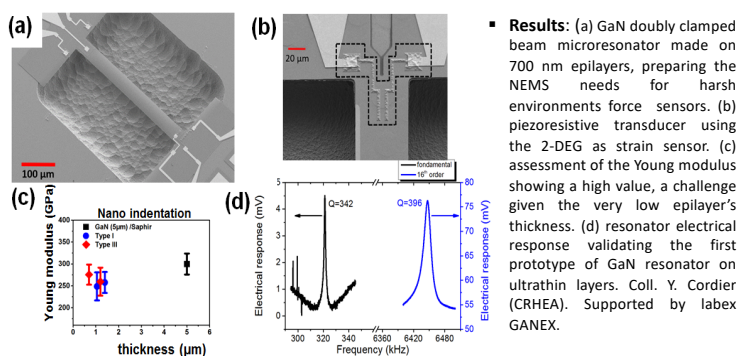 (a)
100 µm
(b)
20 µm
▪ Results: (a) GaN doubly clamped
beam microresonator made on
700 nm epilayers, preparing the
NEMS needs for harsh
environments force sensors. (b)
piezoresistive transducer using
the 2-DEG as strain sensor. (c)
assessment of the Young modulus
showing a high value, a challenge
given the very low epilayer's
thickness. (d) resonator electrical
response validating the first
prototype of GaN resonator on
ultrathin layers. Coll. Y. Cordier
(CRHEA). Supported by labex
GANEX.
(c)
Nano indentation
Young modulus (GPa)
400
350
300
250
200
GaN (5µm) /Saphir
Type I
Type III
0 1 2 3 4 5 6
thickness (µm)
(d)
fundamental
16th order
Electrical response (mV)
5
4
3
2
1
0
Q=342
Q=396
80
75
70
65
60
55
50
Electrical response (mV)
300 320 340 6360 6420 6480
Frequency (kHz)